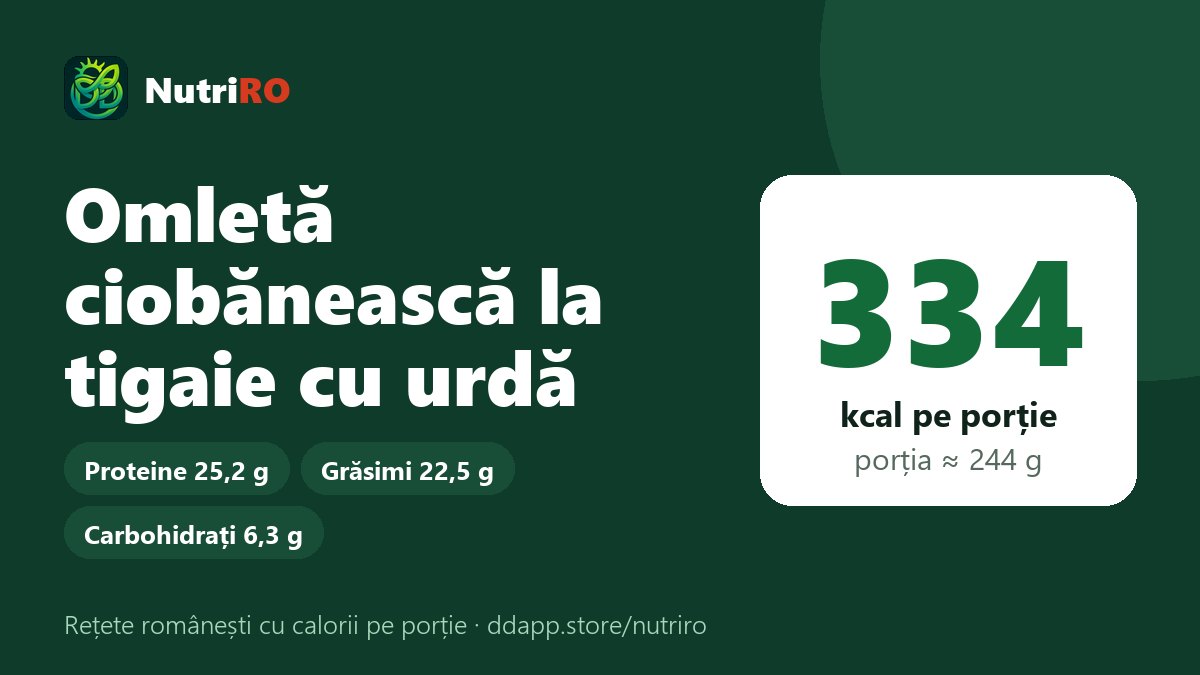 NutriRO
Omletă
ciobănească la
tigaie cu urdă
Proteine 25,2 g
Grăsimi 22,5 g
Carbohidrați 6,3 g
334
kcal pe porție
porția ≈ 244 g
Rețete românești cu calorii pe porție · ddapp.store/nutriro